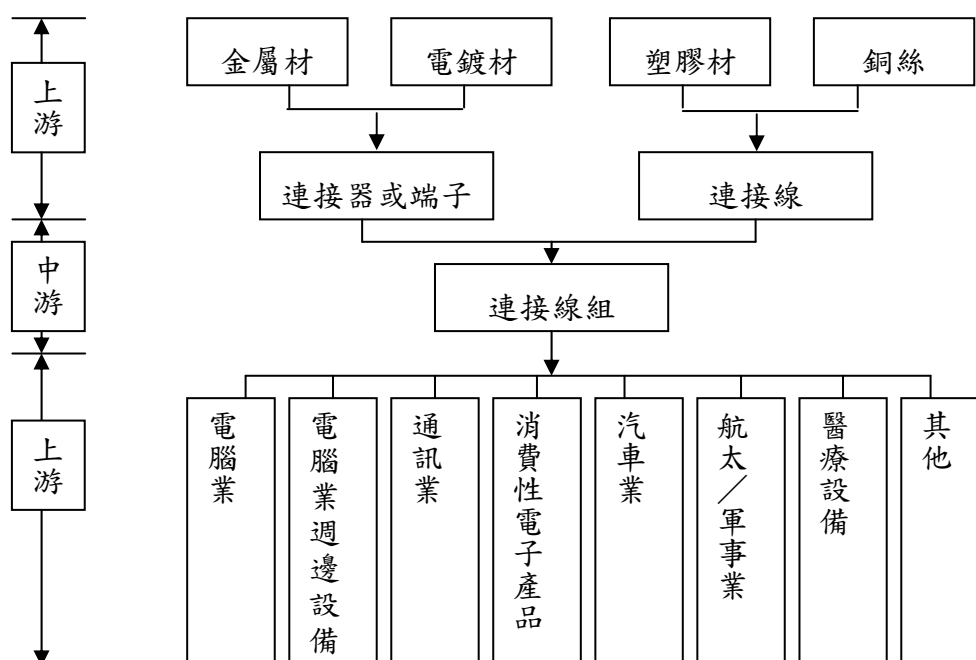 金屬材
電鍍材
塑膠材
銅絲
上游
連接器或端子
連接線
中游
連接線組
上游
電腦業
電腦業週邊設備
通訊業
消費性電子產品
汽車業
航太／軍事業
醫療設備
其他